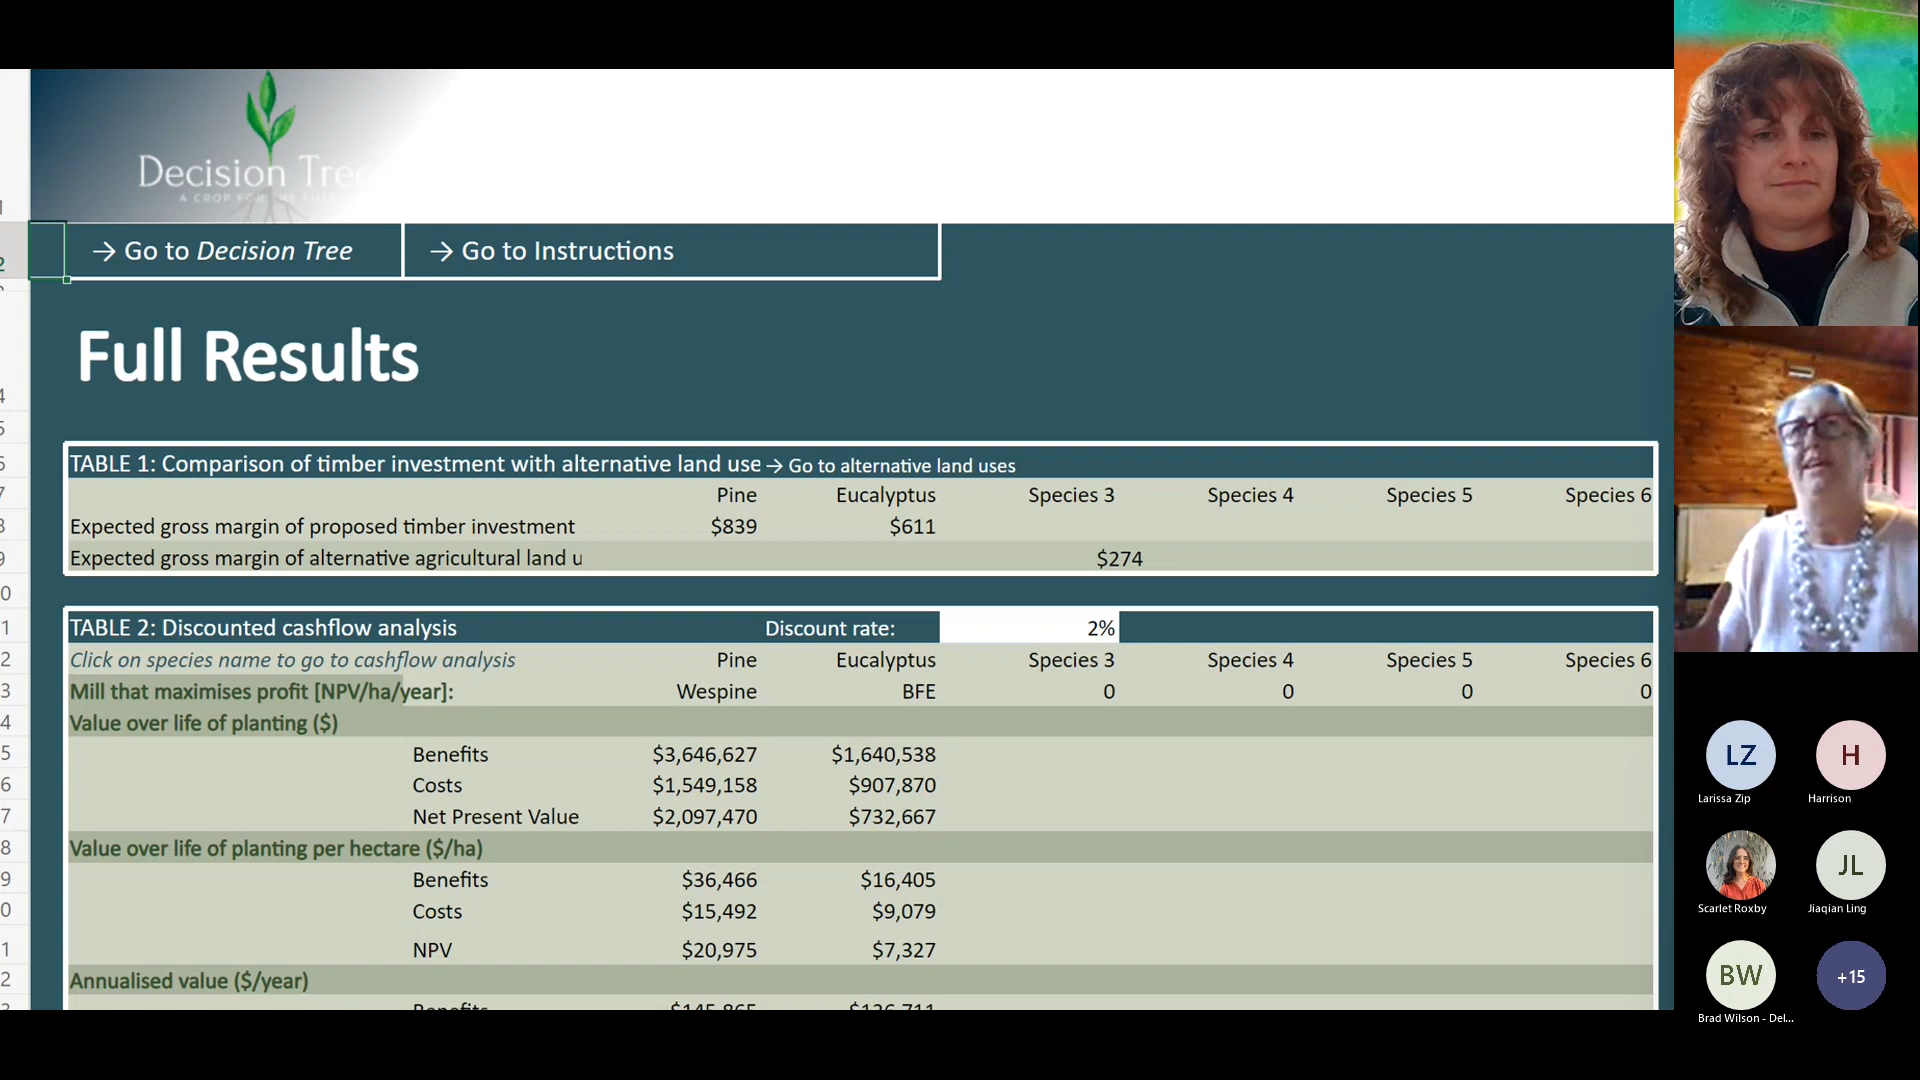 Decision Tree
→ Go to Decision Tree → Go to Instructions
Full Results
TABLE 1: Comparison of timber investment with alternative land use → Go to alternative land uses
Pine Eucalyptus Species 3 Species 4 Species 5 Species 6
Expected gross margin of proposed timber investment $839 $611
Expected gross margin of alternative agricultural land u $274
TABLE 2: Discounted cashflow analysis Discount rate: 2%
Click on species name to go to cashflow analysis Pine Eucalyptus Species 3 Species 4 Species 5 Species 6
Mill that maximises profit [NPV/ha/year]: Wespine BFE 0 0 0 0
Value over life of planting ($)
Benefits $3,646,627 $1,640,538
Costs $1,549,158 $907,870
Net Present Value $2,097,470 $732,667
Value over life of planting per hectare ($/ha)
Benefits $36,466 $16,405
Costs $15,492 $9,079
NPV $20,975 $7,327
Annualised value ($/year)
Benefits $145,865 $136,711
LZ H
Larissa Zip Harrison
JL
Scarlet Roxby Jiaqian Ling
BW +15
Brad Wilson - Del...